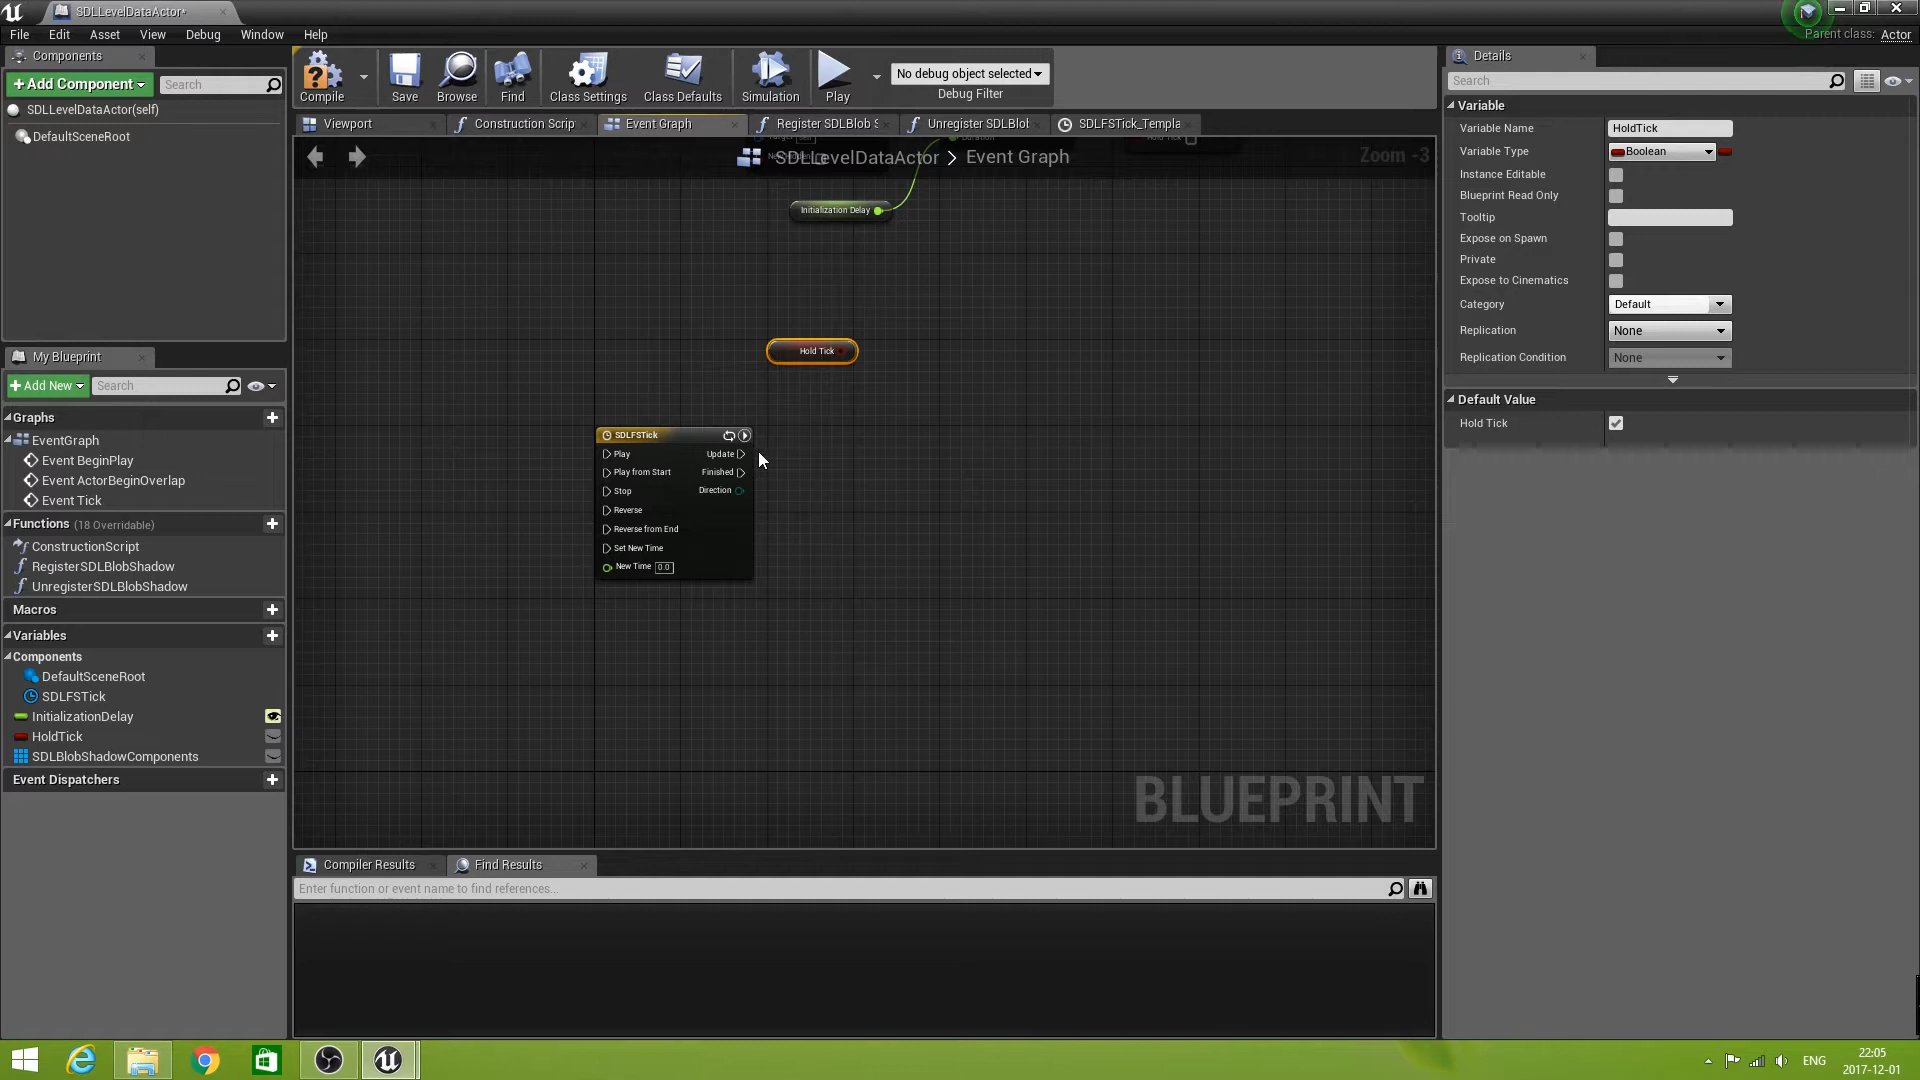 SDLLevelDataActor*
Parent class: Actor
File Edit Asset View Debug Window Help
Components
+Add Component
Search
SDLLevelDataActor(self)
DefaultSceneRoot
Compile
Save
Browse
Find
Class Settings
Class Defaults
Simulation
Play
No debug object selected
Debug Filter
Viewport
Construction Scrip
Event Graph
Register SDLBlob S
Unregister SDLBlol
SDLFSTick_Templa
SDLLevelDataActor > Event Graph
Zoom -3
Initialization Delay
Hold Tick
SDLFSTick
Play
Update
Play from Start
Finished
Stop
Direction
Reverse
Reverse from End
Set New Time
New Time 0.0
BLUEPRINT
My Blueprint
+Add New
Search
Graphs
EventGraph
Event BeginPlay
Event ActorBeginOverlap
Event Tick
Functions (18 Overridable)
ConstructionScript
RegisterSDLBlobShadow
UnregisterSDLBlobShadow
Macros
Variables
Components
DefaultSceneRoot
SDLFSTick
InitializationDelay
HoldTick
SDLBlobShadowComponents
Event Dispatchers
Compiler Results
Find Results
Enter function or event name to find references...
Details
Search
Variable
Variable Name HoldTick
Variable Type Boolean
Instance Editable
Blueprint Read Only
Tooltip
Expose on Spawn
Private
Expose to Cinematics
Category Default
Replication None
Replication Condition None
Default Value
Hold Tick
ENG
22:05
2017-12-01